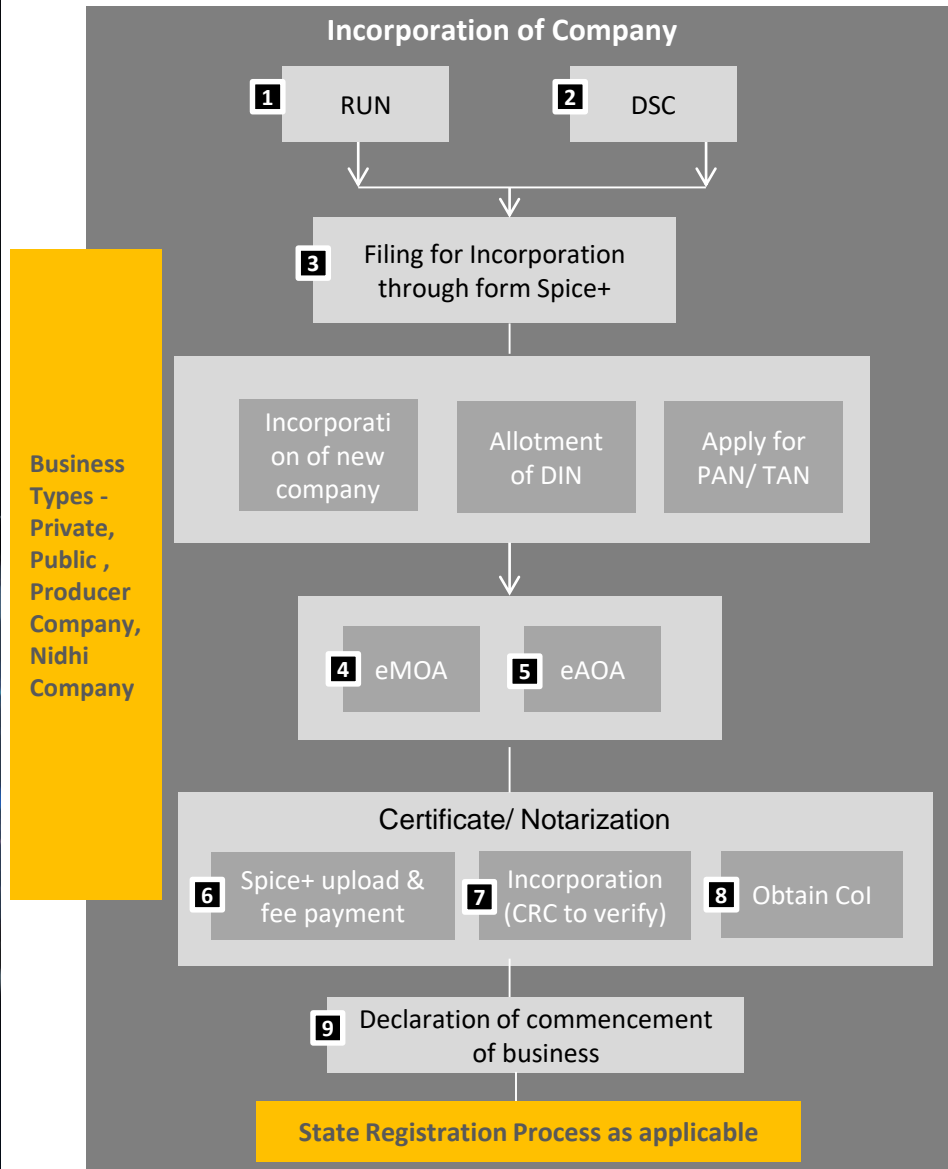 Incorporation of Company
1
RUN
2
DSC
3
Filing for Incorporation
through form Spice+
Incorporati
on of new
company
Allotment
of DIN
Apply for
PAN/ TAN
Business
Types -
Private,
Public ,
Producer
Company,
Nidhi
Company
4
eMOA
5
eAOA
Certificate/ Notarization
6
Spice+ upload &
fee payment
7
Incorporation
(CRC to verify)
8
Obtain CoI
9
Declaration of commencement
of business
State Registration Process as applicable